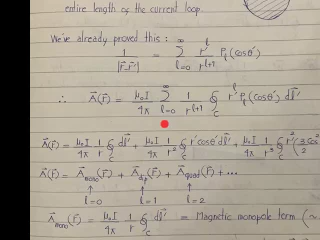 entire length of the current loop.
We've already proved this :
1/|r⃗-r⃗'| = Σ_{l=0}^{∞} r'^l/r^{l+1} P_l(cosθ')
∴ A⃗(r⃗) = μ₀I/4π Σ_{l=0}^{∞} 1/r^{l+1} ∮_C r'^l P_l(cosθ') dl⃗'
A⃗(r⃗) = μ₀I/4π 1/r ∮_C dl⃗' + μ₀I/4π 1/r² ∮_C r'cosθ' dl⃗' + μ₀I/4π 1/r³ ∮_C r'²(3cos²
A⃗(r⃗) = A⃗_mono(r⃗) + A⃗_dip(r⃗) + A⃗_quad(r⃗) + ...
l=0 l=1 l=2
A⃗_mono(r⃗) = μ₀I/4π 1/r ∮_C dl⃗' = Magnetic monopole term (~